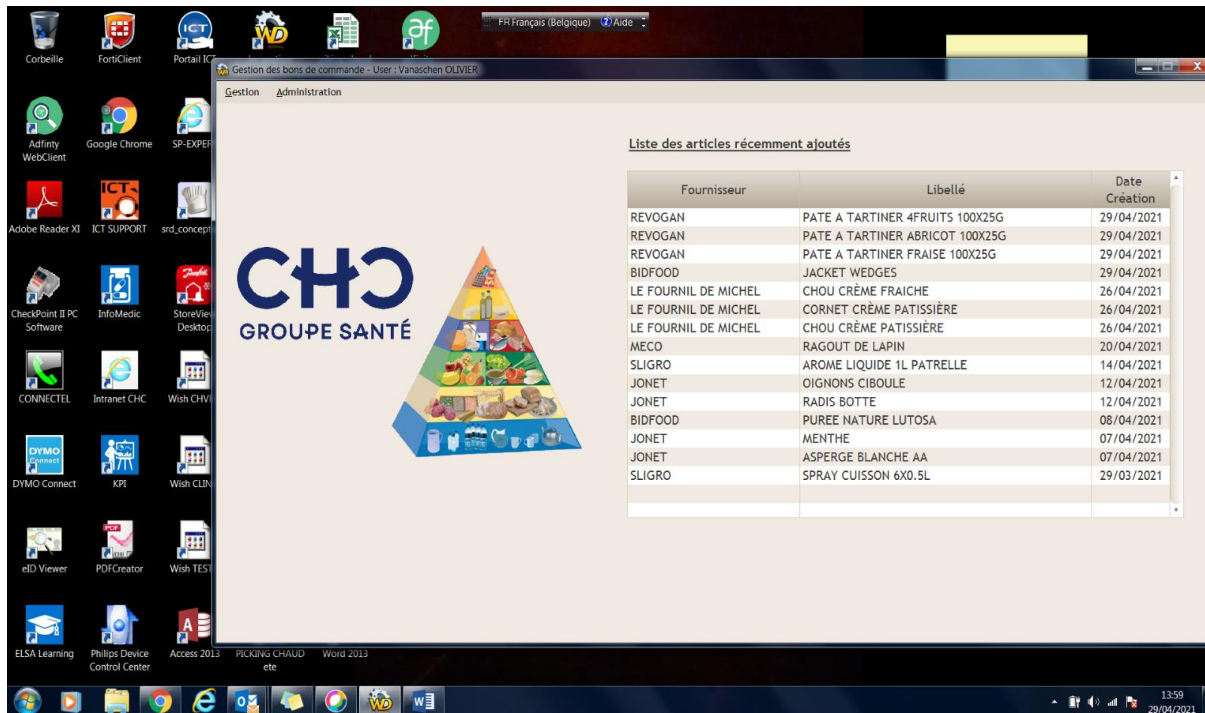 FR Français (Belgique) Aide
Corbeille
FortiClient
Portail ICT
Gestion des bons de commande - User : Vanaschen OLIVIER
Gestion Administration
Adfinity WebClient
Google Chrome
SP-EXPER
Adobe Reader XI
ICT SUPPORT
srd_concept
CheckPoint II PC Software
InfoMedic
StoreView Desktop
CONNECTEL
Intranet CHC
Wish CHV
DYMO Connect
KPI
Wish CLIN
eID Viewer
PDFCreator
Wish TEST
ELSA Learning
Philips Device Control Center
Access 2013
PICKING CHAUD ete
Word 2013
CHC
GROUPE SANTÉ
Liste des articles récemment ajoutés
Fournisseur Libellé Date Création
REVOGAN PATE A TARTINER 4FRUITS 100X25G 29/04/2021
REVOGAN PATE A TARTINER ABRICOT 100X25G 29/04/2021
REVOGAN PATE A TARTINER FRAISE 100X25G 29/04/2021
BIDFOOD JACKET WEDGES 29/04/2021
LE FOURNIL DE MICHEL CHOU CRÈME FRAICHE 26/04/2021
LE FOURNIL DE MICHEL CORNET CRÈME PATISSIÈRE 26/04/2021
LE FOURNIL DE MICHEL CHOU CRÈME PATISSIÈRE 26/04/2021
MECO RAGOUT DE LAPIN 20/04/2021
SLIGRO AROME LIQUIDE 1L PATRELLE 14/04/2021
JONET OIGNONS CIBOULE 12/04/2021
JONET RADIS BOTTE 12/04/2021
BIDFOOD PUREE NATURE LUTOSA 08/04/2021
JONET MENTHE 07/04/2021
JONET ASPERGE BLANCHE AA 07/04/2021
SLIGRO SPRAY CUISSON 6X0.5L 29/03/2021
13:59
29/04/2021